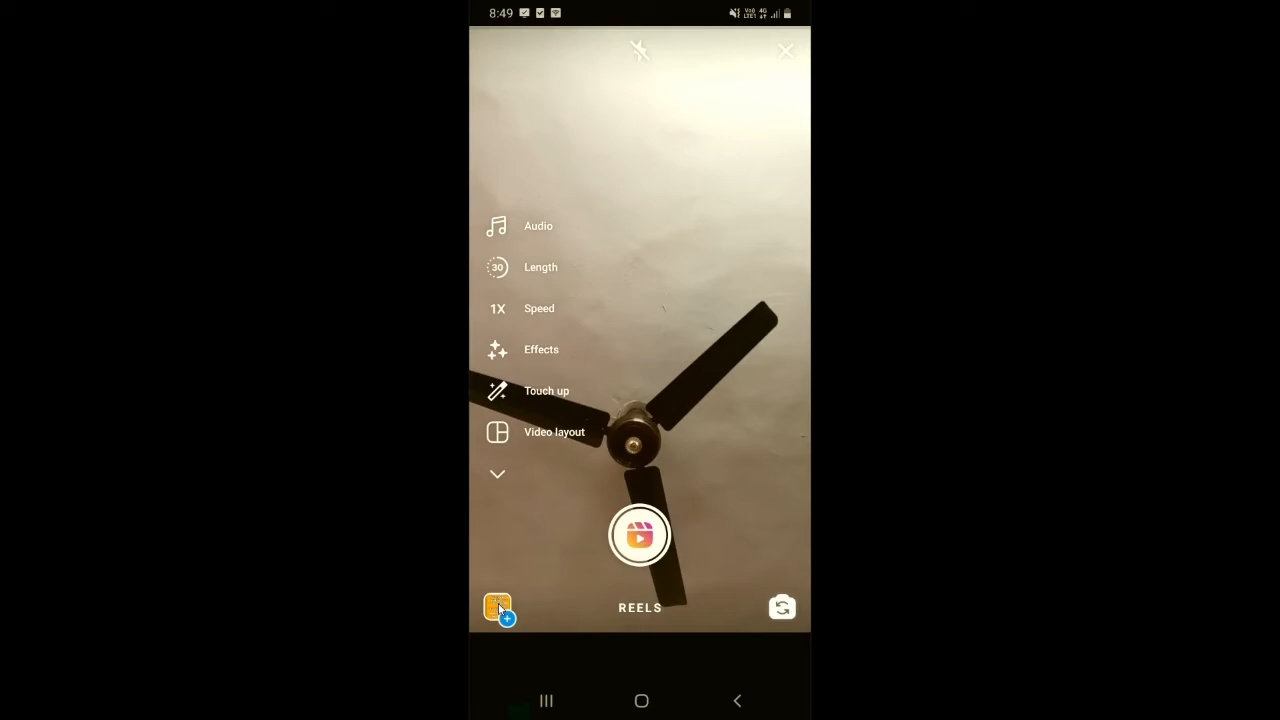 8:49
Audio
30 Length
1X Speed
Effects
Touch up
Video layout
REELS